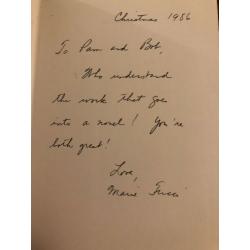 Christmas 1986
To Pam and Bob,
Who understand
the work that goes
into a novel! You're
both great!
Love,
Marie